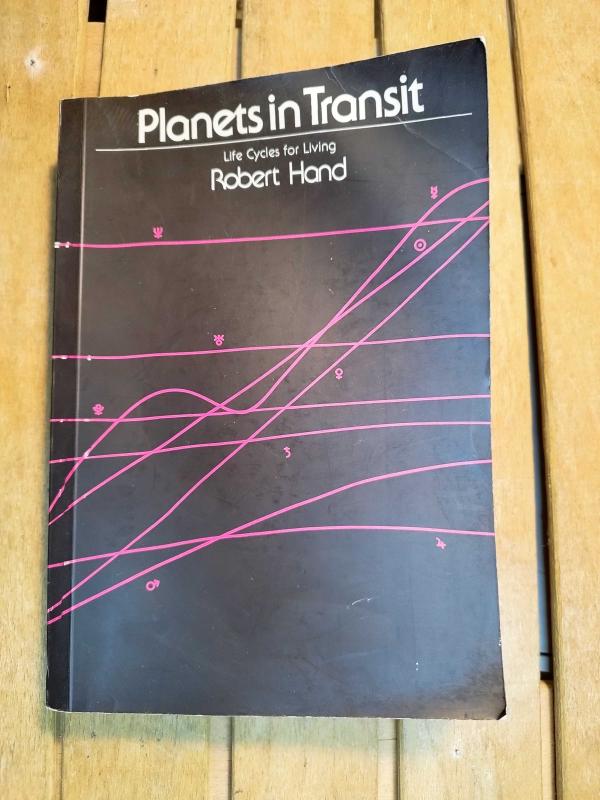 Planets in Transit
Life Cycles for Living
Robert Hand